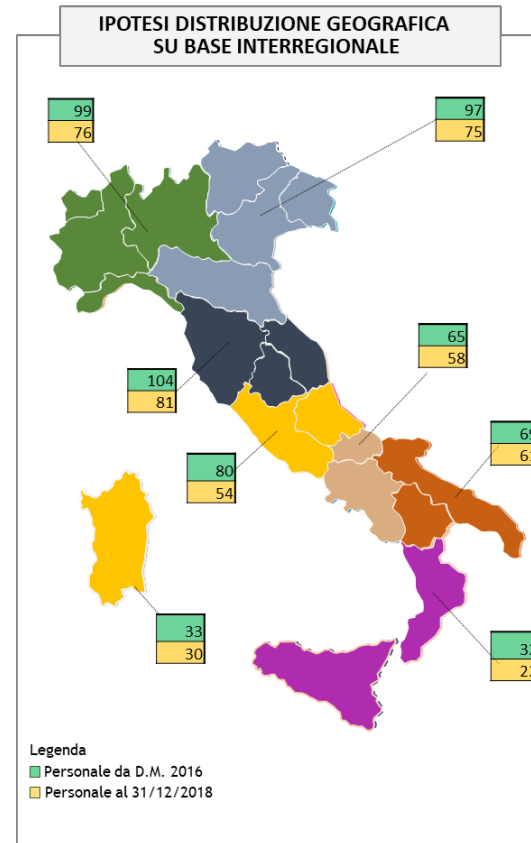 IPOTESI DISTRIBUZIONE GEOGRAFICA
SU BASE INTERREGIONALE
99
76
97
75
65
58
104
81
80
54
69
33
30
Legenda
Personale da D.M. 2016
Personale al 31/12/2018